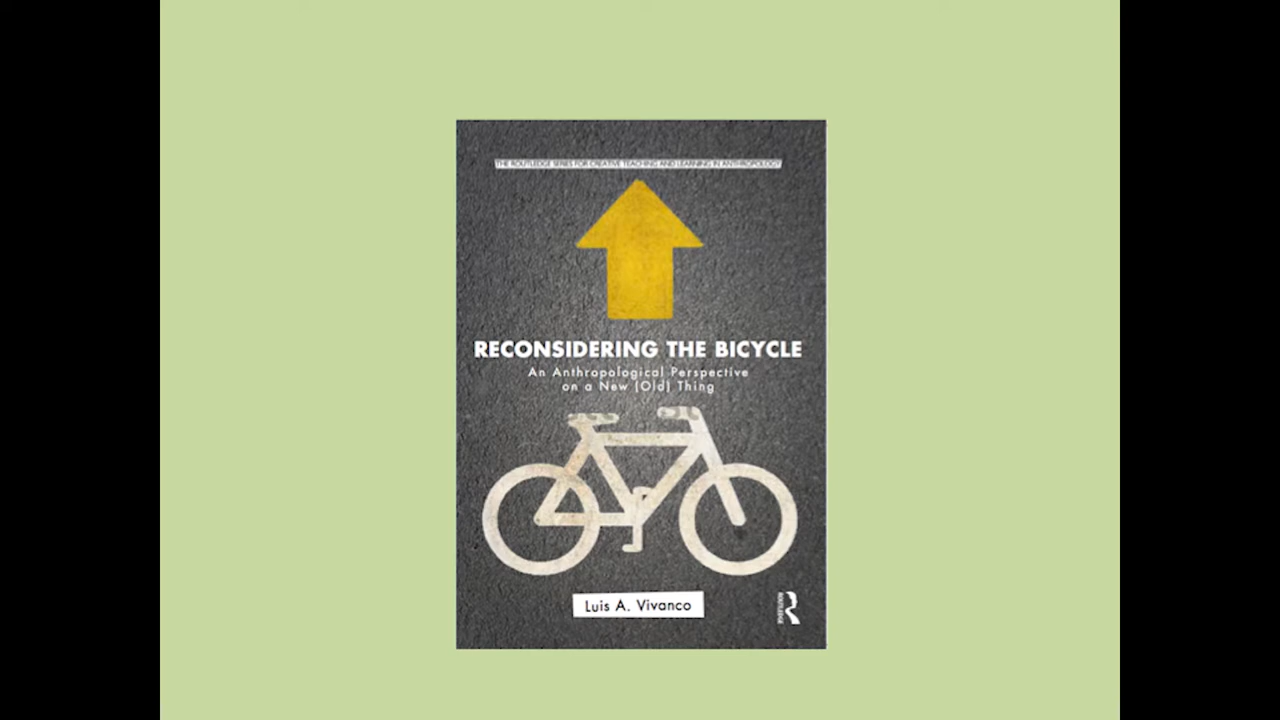 THE ROUTLEDGE SERIES FOR CREATIVE TEACHING AND LEARNING IN ANTHROPOLOGY
RECONSIDERING THE BICYCLE
An Anthropological Perspective
on a New (Old) Thing
Luis A. Vivanco
ROUTLEDGE